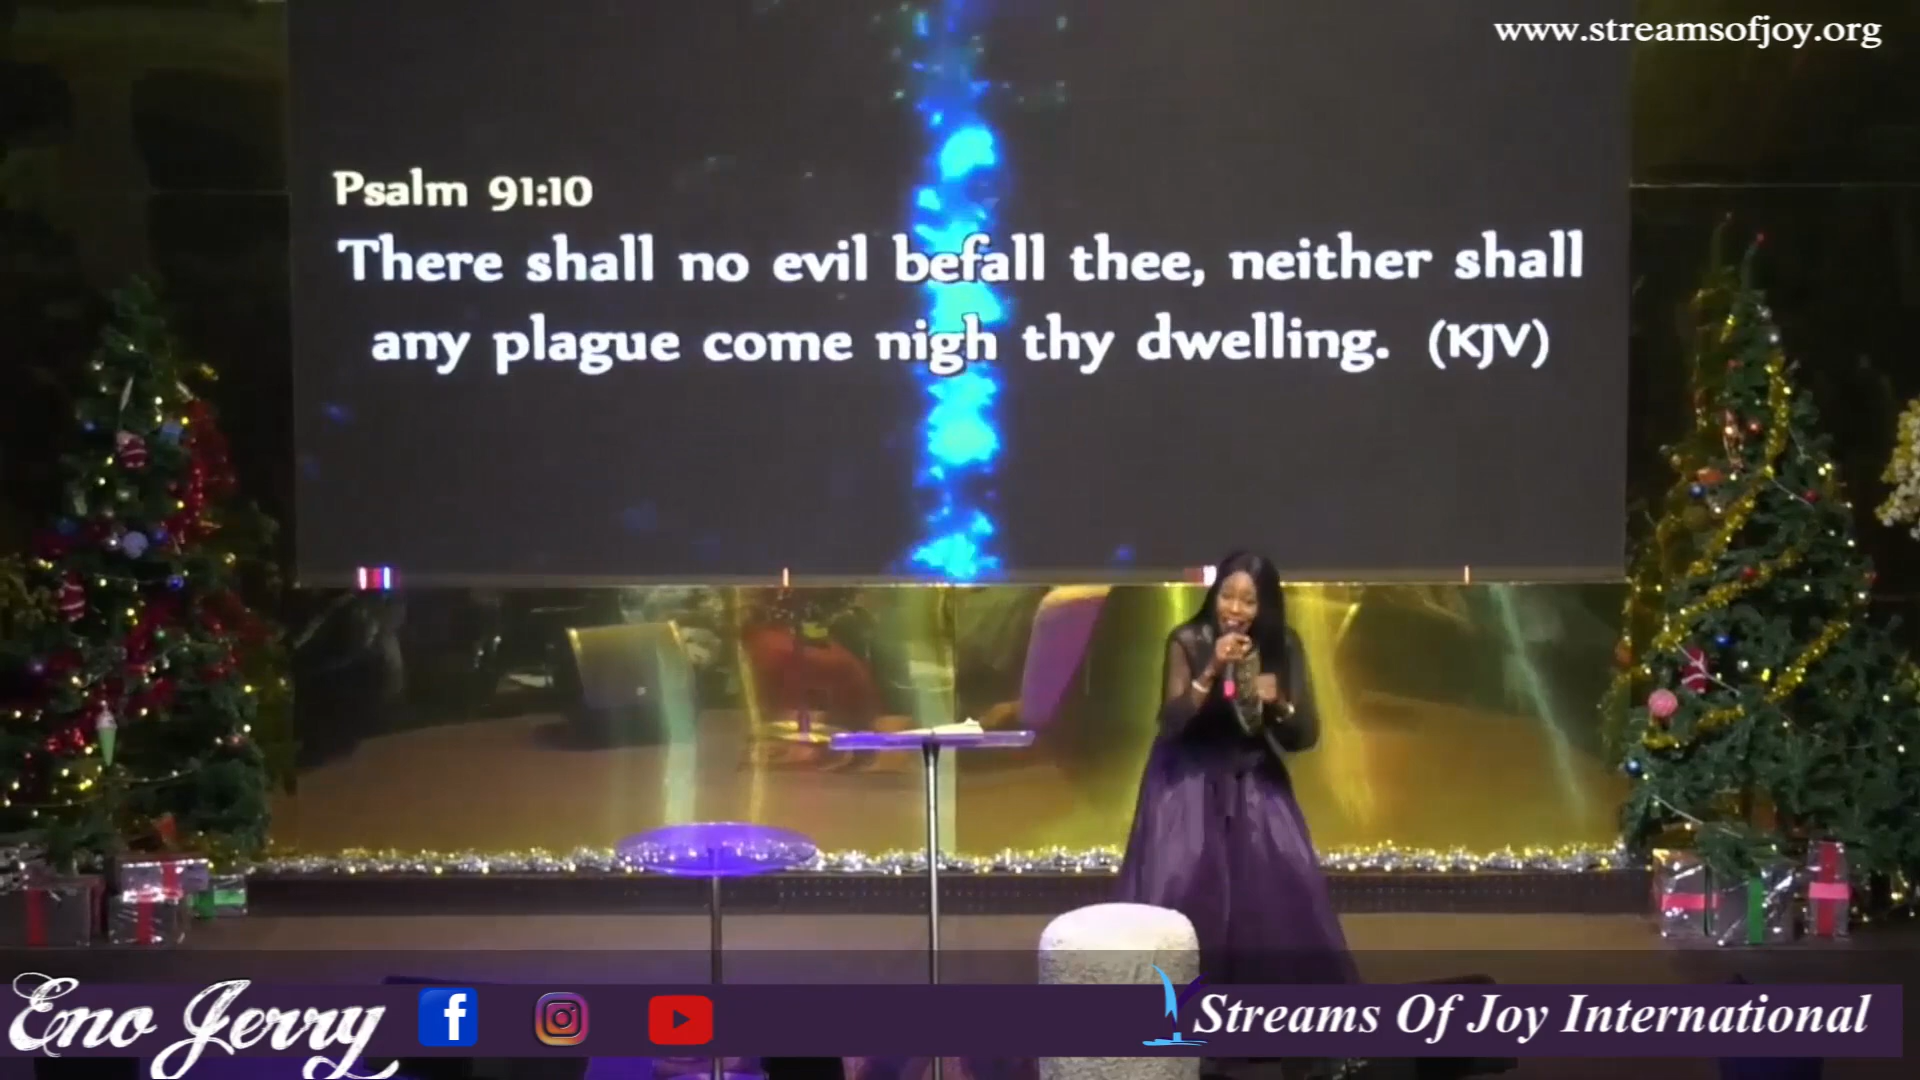 www.streamsofjoy.org
Psalm 91:10
There shall no evil befall thee, neither shall
any plague come nigh thy dwelling. (KJV)
Eno Jerry
Streams Of Joy International